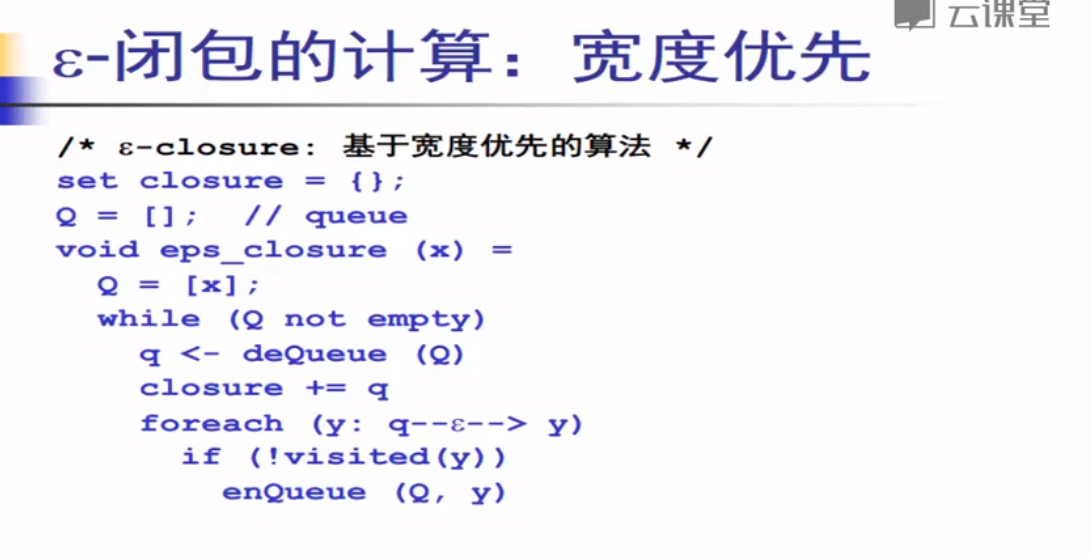 云课堂
ε-闭包的计算：宽度优先
/* ε-closure: 基于宽度优先的算法 */
set closure = {};
Q = []; // queue
void eps_closure (x) =
Q = [x];
while (Q not empty)
q <- deQueue (Q)
closure += q
foreach (y: q--ε--> y)
if (!visited(y))
enQueue (Q, y)